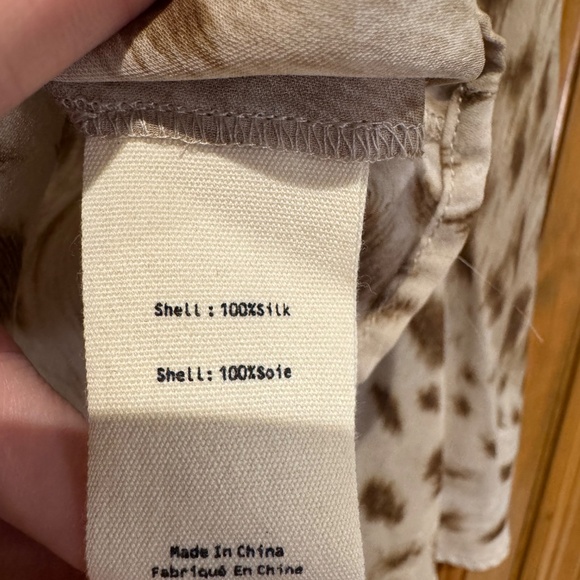 Shell : 100%Silk
Shell: 100%Soie
Made In China
Fabriqué En Chine